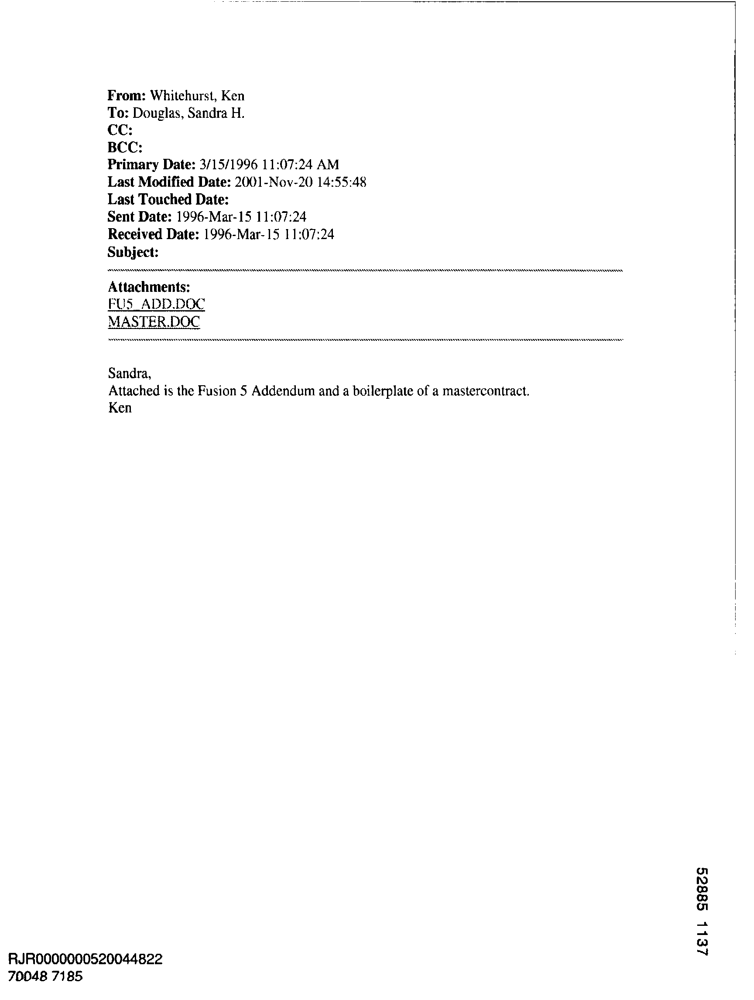 From: Whitehurst, Ken
To: Douglas, Sandra H.
CC:
BCC:
Primary Date: 3/15/1996 11:07:24 AM
Last Modified Date: 2001-Nov-20 14:55:48
Last Touched Date:
Sent Date: 1996-Mar-15 11:07:24
Received Date: 1996-Mar-15 11:07:24
Subject:
Attachments:
FU5_ADD.DOC
MASTER.DOC
Sandra,
Attached is the Fusion 5 Addendum and a boilerplate of a mastercontract.
Ken
52885 1137
RJR0000000520044822
70048 7185